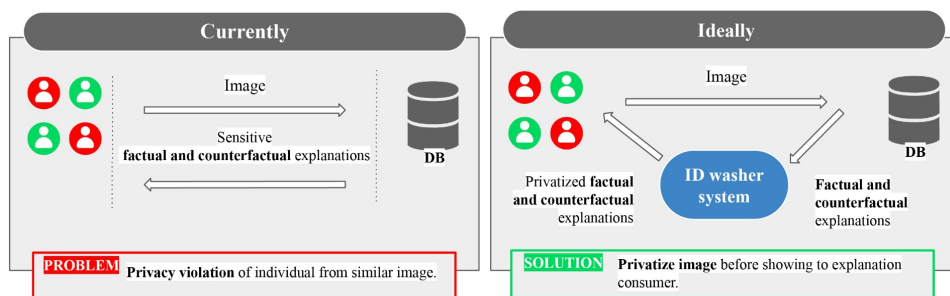 Currently
Image
Sensitive
factual and counterfactual explanations
DB
PROBLEM Privacy violation of individual from similar image.
Ideally
Image
DB
ID washer
system
Privatized factual
and counterfactual
explanations
Factual and
counterfactual
explanations
SOLUTION Privatize image before showing to explanation
consumer.